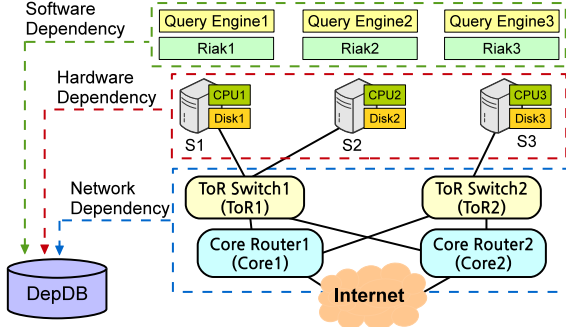 Software
Dependency
Query Engine1
Query Engine2
Query Engine3
Riak1
Riak2
Riak3
Hardware
Dependency
CPU1
Disk1
S1
CPU2
Disk2
S2
CPU3
Disk3
S3
Network
Dependency
ToR Switch1
(ToR1)
ToR Switch2
(ToR2)
Core Router1
(Core1)
Core Router2
(Core2)
DepDB
Internet